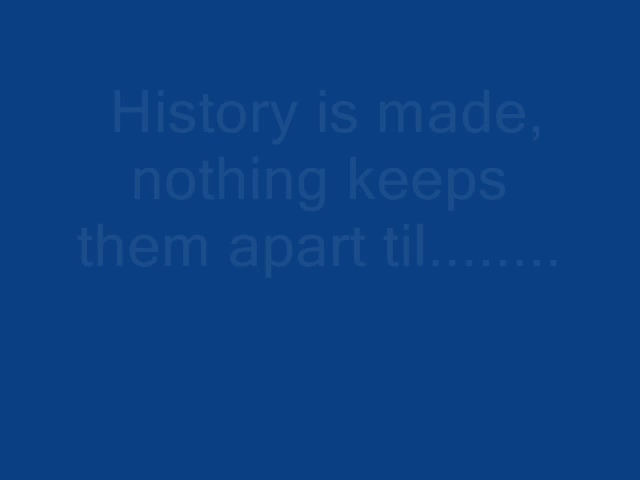 History is made,
nothing keeps
them apart til........